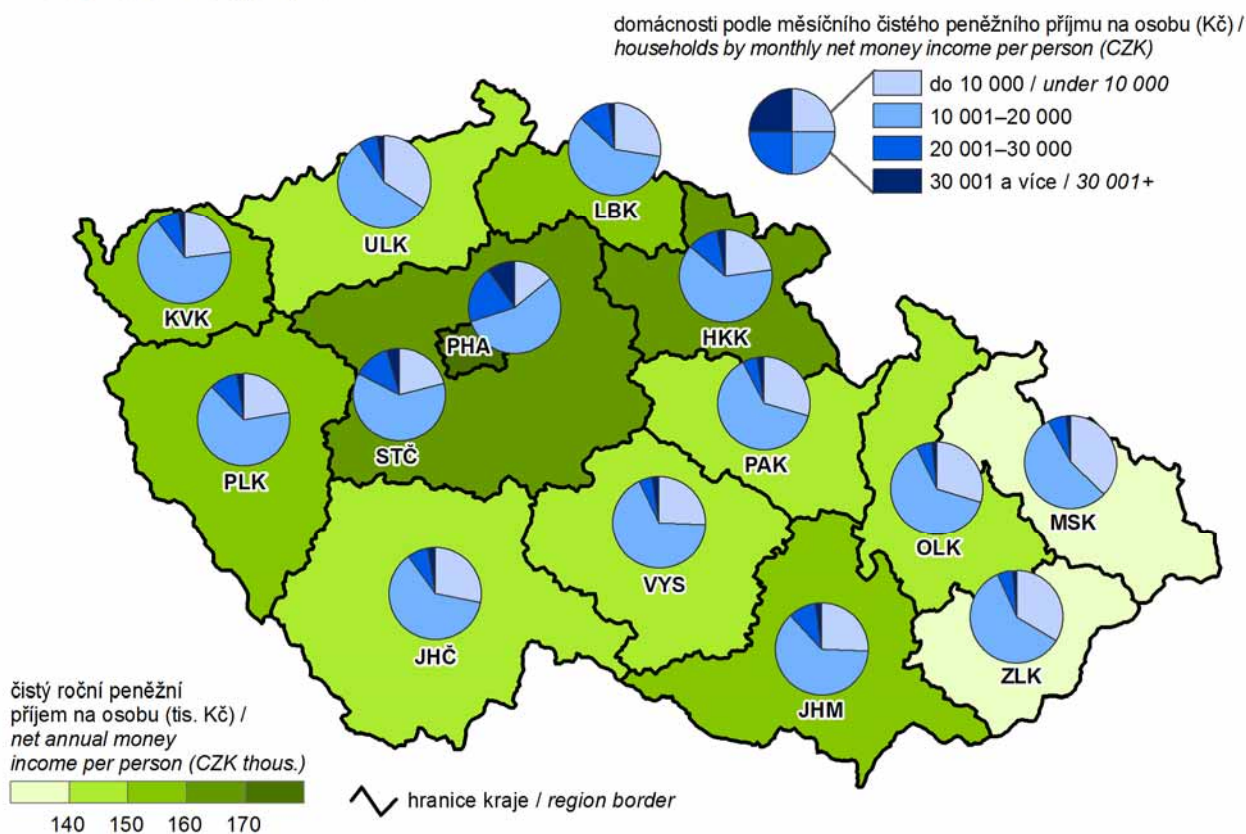 domácnosti podle měsíčního čistého peněžního příjmu na osobu (Kč) /
households by monthly net money income per person (CZK)
do 10 000 / under 10 000
10 001–20 000
20 001–30 000
30 001 a více / 30 001+
LBK
ULK
KVK
PHA
HKK
STČ
PAK
PLK
MSK
OLK
VYS
JHČ
ZLK
JHM
čistý roční peněžní
příjem na osobu (tis. Kč) /
net annual money
income per person (CZK thous.)
140 150 160 170
hranice kraje / region border